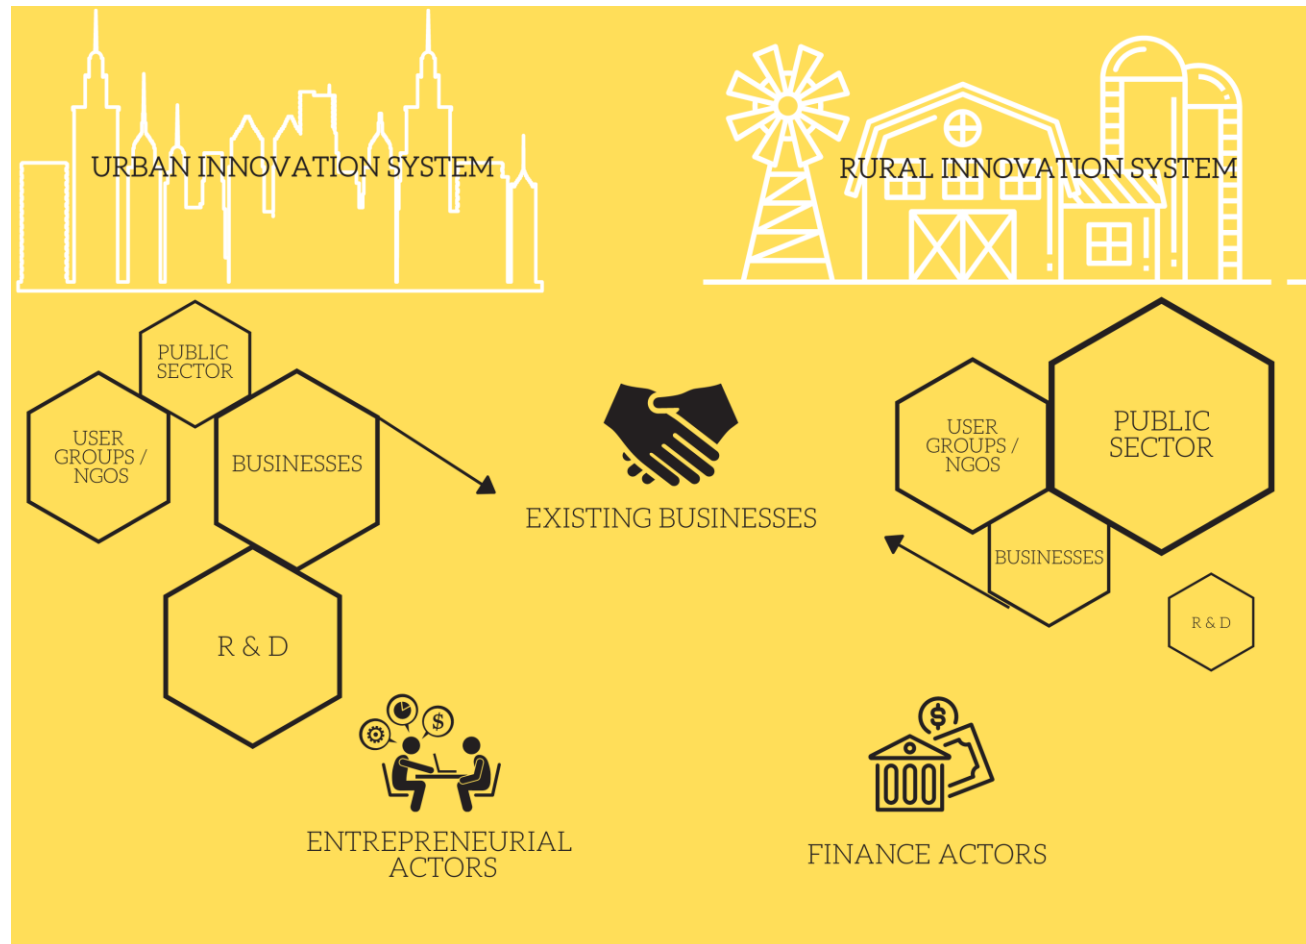 URBAN INNOVATION SYSTEM
RURAL INNOVATION SYSTEM
PUBLIC
SECTOR
USER
GROUPS /
NGOS
BUSINESSES
R & D
EXISTING BUSINESSES
USER
GROUPS /
NGOS
PUBLIC
SECTOR
BUSINESSES
R & D
$
ENTREPRENEURIAL
ACTORS
$
FINANCE ACTORS